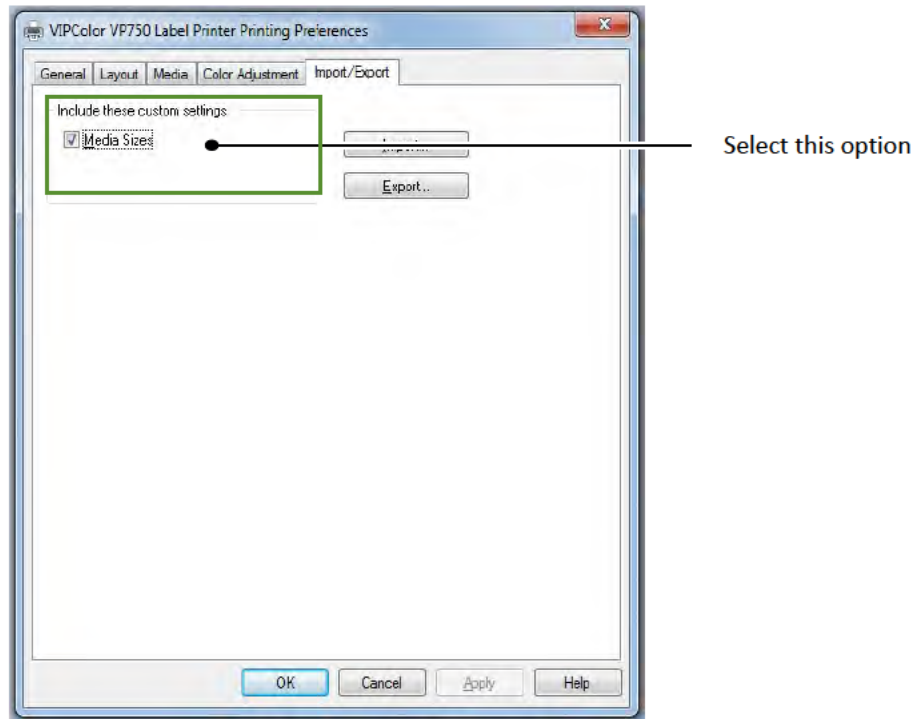 VIPColor VP750 Label Printer Printing Preferences
General Layout Media Color Adjustment Import/Export
Include these custom settings
Media Sizes
Select this option
Export..
OK Cancel Apply Help